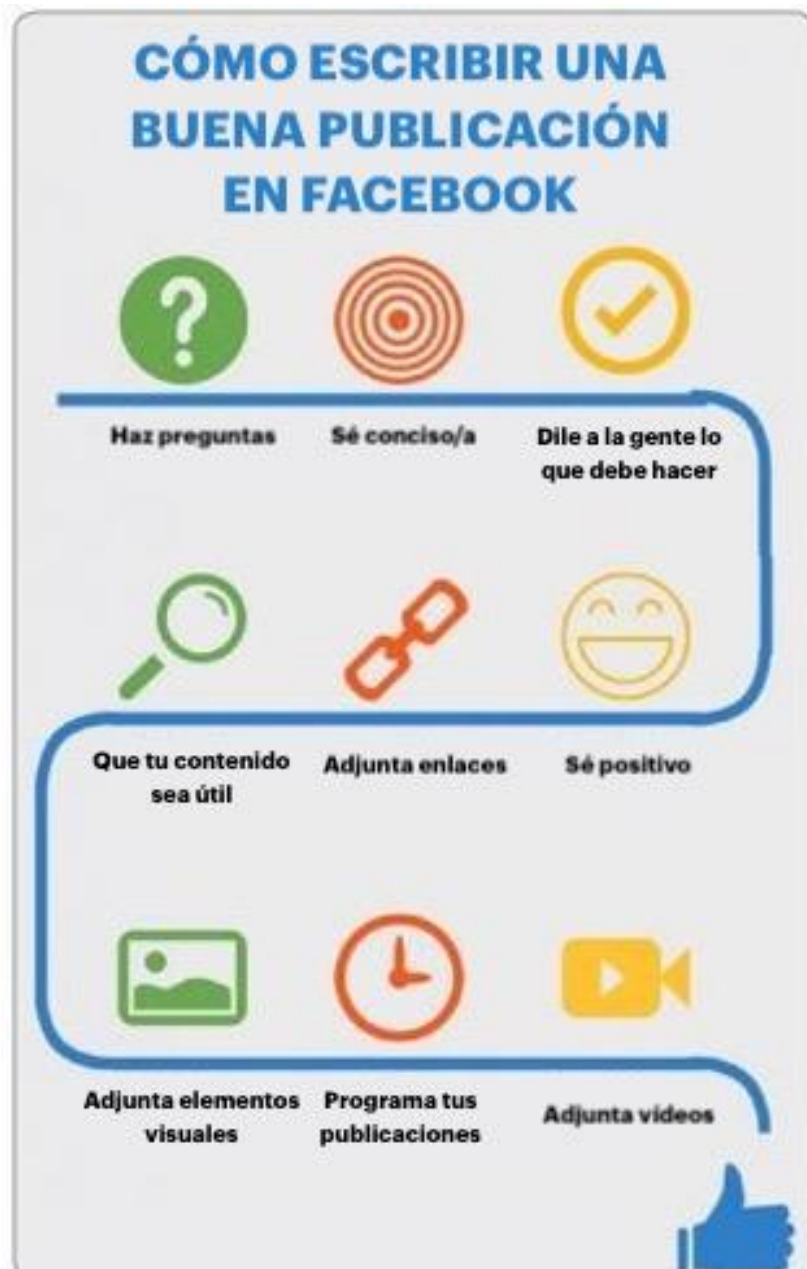 CÓMO ESCRIBIR UNA
BUENA PUBLICACIÓN
EN FACEBOOK
Haz preguntas
Sé conciso/a
Dile a la gente lo
que debe hacer
Que tu contenido
sea útil
Adjunta enlaces
Sé positivo
Adjunta elementos
visuales
Programa tus
publicaciones
Adjunta vídeos